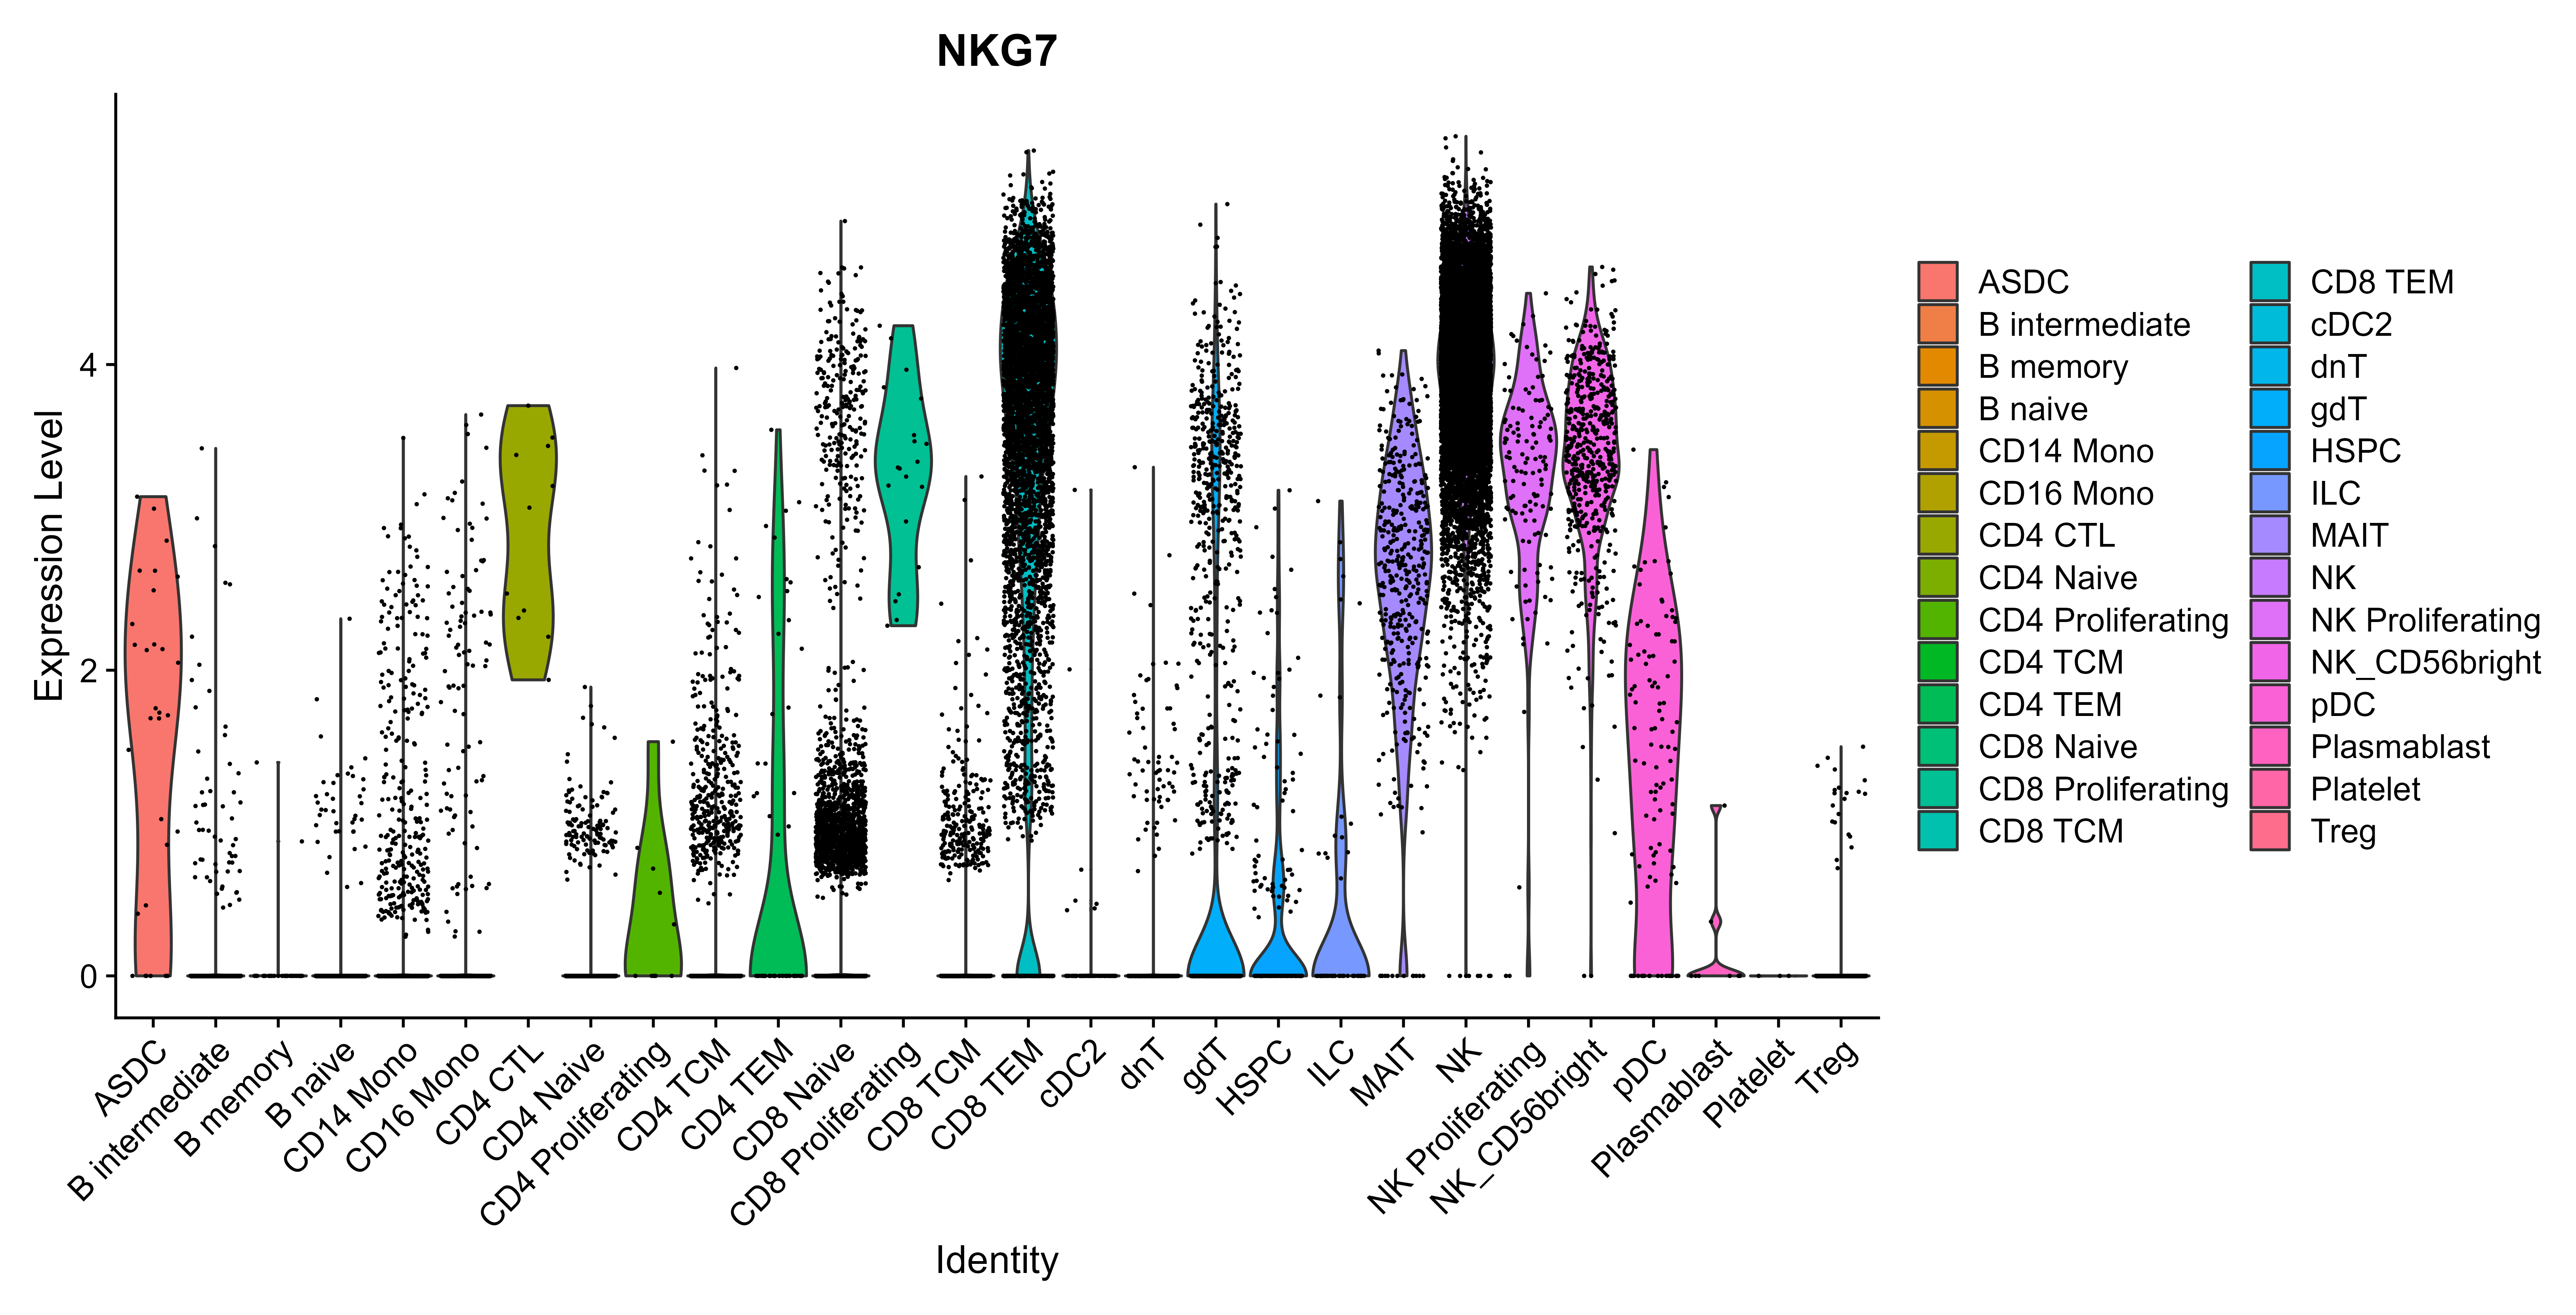 NKG7
Expression Level
4
2
0
ASDC
B intermediate
B memory
B naive
CD14 Mono
CD16 Mono
CD4 CTL
CD4 Naive
CD4 Proliferating
CD4 TCM
CD4 TEM
CD8 Naive
CD8 Proliferating
CD8 TCM
CD8 TEM
cDC2
dnT
gdT
HSPC
ILC
MAIT
NK
NK Proliferating
NK_CD56bright
pDC
Plasmablast
Platelet
Treg
Identity
ASDC
B intermediate
B memory
B naive
CD14 Mono
CD16 Mono
CD4 CTL
CD4 Naive
CD4 Proliferating
CD4 TCM
CD4 TEM
CD8 Naive
CD8 Proliferating
CD8 TCM
CD8 TEM
cDC2
dnT
gdT
HSPC
ILC
MAIT
NK
NK Proliferating
NK_CD56bright
pDC
Plasmablast
Platelet
Treg